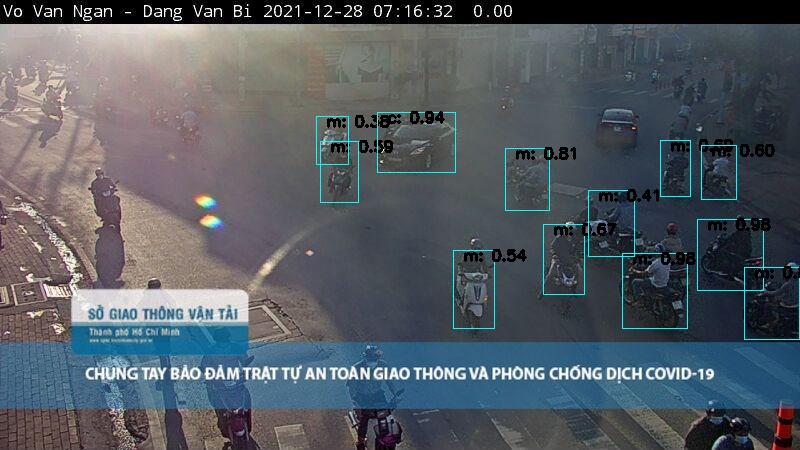 Vo Van Ngan - Dang Van Bi 2021-12-28 07:16:32 0.00
m: 0.38
c: 0.94
m: 0.59
m: 0.81
m: 0.60
m: 0.41
m: 0.67
m: 0.98
m: 0.54
m: 0.98
SỞ GIAO THÔNG VẬN TẢI
Thành phố Hồ Chí Minh
CHUNG TAY BẢO ĐẢM TRẬT TỰ AN TOÀN GIAO THÔNG VÀ PHÒNG CHỐNG DỊCH COVID-19